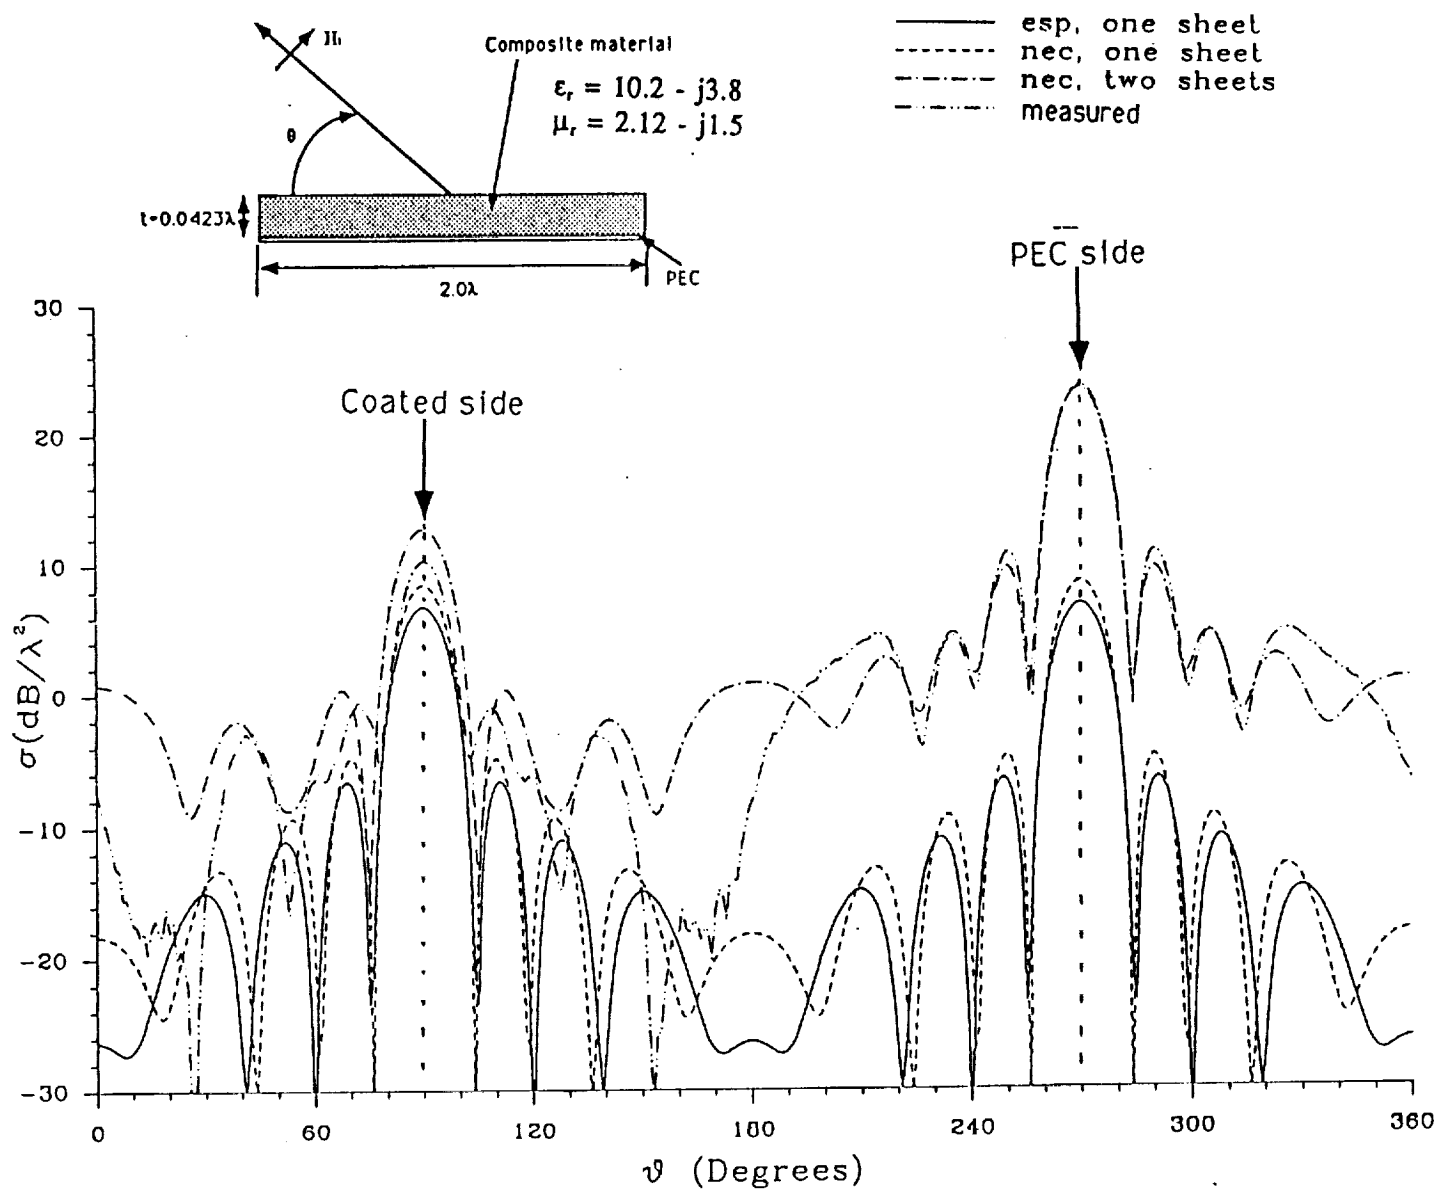 esp, one sheet
nec, one sheet
nec, two sheets
measured
H₁
Composite material
εᵣ = 10.2 - j3.8
μᵣ = 2.12 - j1.5
θ
t=0.0423λ
PEC
2.0λ
PEC side
Coated side
30
20
10
0
-10
-20
-30
σ(dB/λ²)
0
60
120
180
240
300
360
ϑ (Degrees)